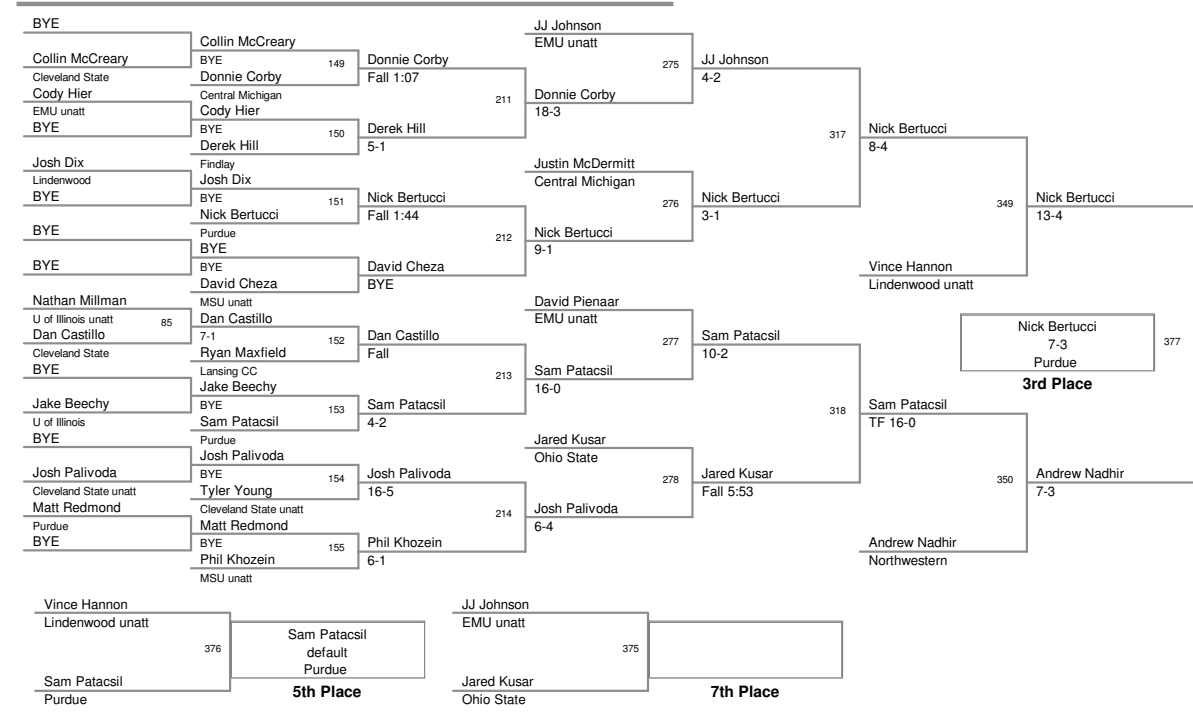 BYE
Collin McCreary
Cleveland State
Cody Hier
EMU unatt
BYE
Josh Dix
Lindenwood
BYE
BYE
BYE
Nathan Millman
U of Illinois unatt
85
Dan Castillo
Cleveland State
BYE
Jake Beechy
U of Illinois
BYE
Josh Palivoda
Cleveland State unatt
Matt Redmond
Purdue
BYE
Collin McCreary
BYE
149
Donnie Corby
Central Michigan
Cody Hier
BYE
150
Derek Hill
Findlay
Josh Dix
BYE
151
Nick Bertucci
Purdue
BYE
BYE
David Cheza
MSU unatt
Dan Castillo
7-1
152
Ryan Maxfield
Lansing CC
Jake Beechy
BYE
153
Sam Patacsil
Purdue
Josh Palivoda
BYE
154
Tyler Young
Cleveland State unatt
Matt Redmond
BYE
155
Phil Khozein
MSU unatt
Donnie Corby
Fall 1:07
211
Derek Hill
5-1
Nick Bertucci
Fall 1:44
212
David Cheza
BYE
Dan Castillo
Fall
213
Sam Patacsil
4-2
Josh Palivoda
16-5
214
Phil Khozein
6-1
JJ Johnson
EMU unatt
275
Donnie Corby
18-3
Justin McDermitt
Central Michigan
276
Nick Bertucci
9-1
David Pienaar
EMU unatt
277
Sam Patacsil
16-0
Jared Kusar
Ohio State
278
Josh Palivoda
6-4
JJ Johnson
4-2
317
Nick Bertucci
3-1
Sam Patacsil
10-2
318
Jared Kusar
Fall 5:53
Nick Bertucci
8-4
349
Vince Hannon
Lindenwood unatt
Sam Patacsil
TF 16-0
350
Andrew Nadhir
Northwestern
Nick Bertucci
13-4
Nick Bertucci
7-3
Purdue
377
3rd Place
Andrew Nadhir
7-3
Vince Hannon
Lindenwood unatt
376
Sam Patacsil
Purdue
Sam Patacsil
default
Purdue
5th Place
JJ Johnson
EMU unatt
375
Jared Kusar
Ohio State
7th Place